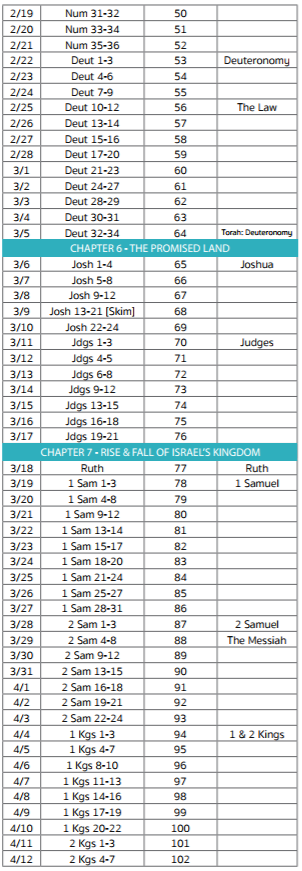 2/19 Num 31-32 50
2/20 Num 33-34 51
2/21 Num 35-36 52
2/22 Deut 1-3 53 Deuteronomy
2/23 Deut 4-6 54
2/24 Deut 7-9 55
2/25 Deut 10-12 56 The Law
2/26 Deut 13-14 57
2/27 Deut 15-16 58
2/28 Deut 17-20 59
3/1 Deut 21-23 60
3/2 Deut 24-27 61
3/3 Deut 28-29 62
3/4 Deut 30-31 63
3/5 Deut 32-34 64 Torah: Deuteronomy
CHAPTER 6 - THE PROMISED LAND
3/6 Josh 1-4 65 Joshua
3/7 Josh 5-8 66
3/8 Josh 9-12 67
3/9 Josh 13-21 [Skim] 68
3/10 Josh 22-24 69
3/11 Jdgs 1-3 70 Judges
3/12 Jdgs 4-5 71
3/13 Jdgs 6-8 72
3/14 Jdgs 9-12 73
3/15 Jdgs 13-15 74
3/16 Jdgs 16-18 75
3/17 Jdgs 19-21 76
CHAPTER 7 - RISE & FALL OF ISRAEL'S KINGDOM
3/18 Ruth 77 Ruth
3/19 1 Sam 1-3 78 1 Samuel
3/20 1 Sam 4-8 79
3/21 1 Sam 9-12 80
3/22 1 Sam 13-14 81
3/23 1 Sam 15-17 82
3/24 1 Sam 18-20 83
3/25 1 Sam 21-24 84
3/26 1 Sam 25-27 85
3/27 1 Sam 28-31 86
3/28 2 Sam 1-3 87 2 Samuel
3/29 2 Sam 4-8 88 The Messiah
3/30 2 Sam 9-12 89
3/31 2 Sam 13-15 90
4/1 2 Sam 16-18 91
4/2 2 Sam 19-21 92
4/3 2 Sam 22-24 93
4/4 1 Kgs 1-3 94 1 & 2 Kings
4/5 1 Kgs 4-7 95
4/6 1 Kgs 8-10 96
4/7 1 Kgs 11-13 97
4/8 1 Kgs 14-16 98
4/9 1 Kgs 17-19 99
4/10 1 Kgs 20-22 100
4/11 2 Kgs 1-3 101
4/12 2 Kgs 4-7 102